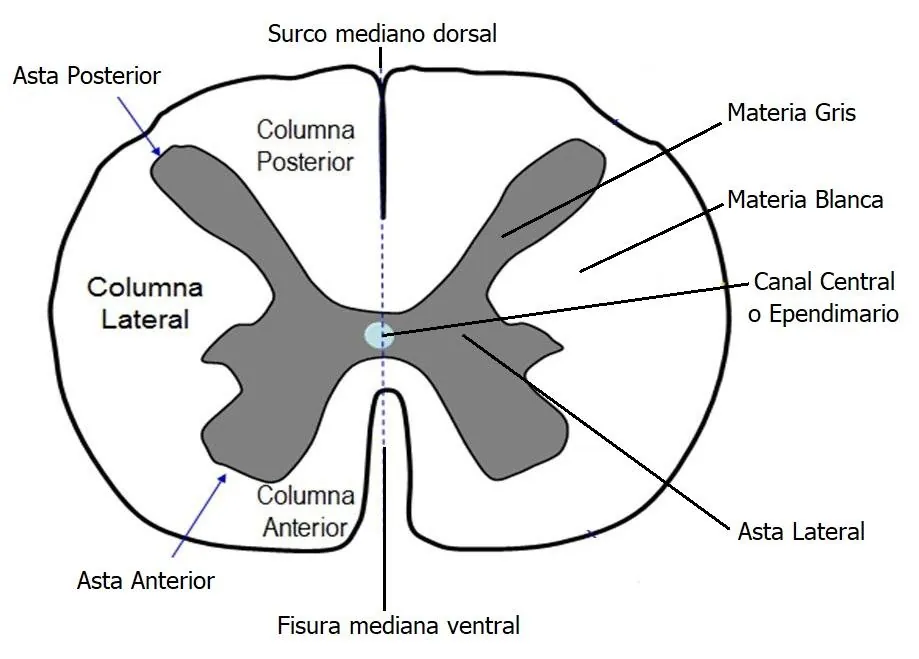 Surco mediano dorsal
Asta Posterior
Columna
Posterior
Materia Gris
Materia Blanca
Columna
Lateral
Canal Central
o Ependimario
Columna
Anterior
Asta Lateral
Asta Anterior
Fisura mediana ventral